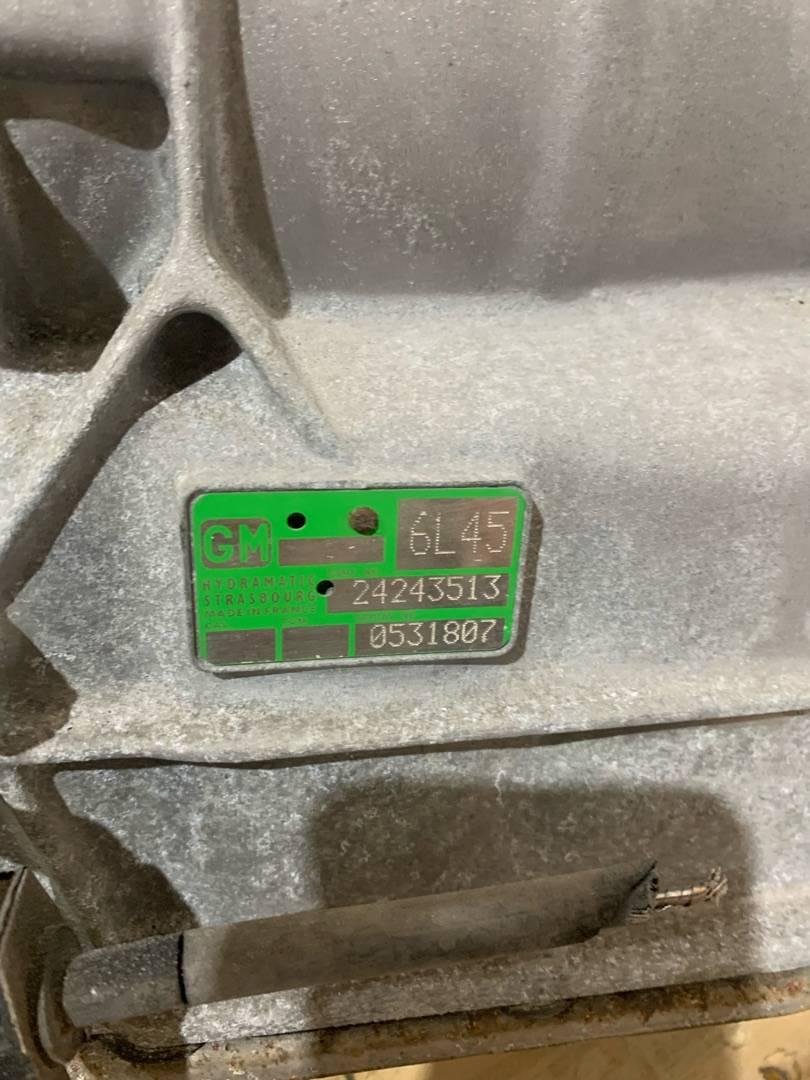 GM
6L45
HYDRAMATIC
24243513
STRASBOURG
MADE IN FRANCE
0531807